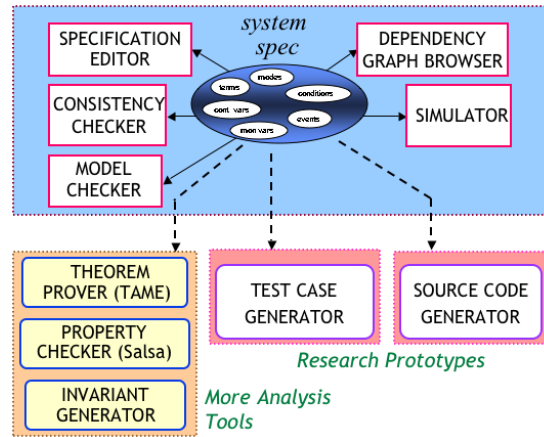 system
spec
SPECIFICATION
EDITOR
DEPENDENCY
GRAPH BROWSER
terms
modes
conditions
CONSISTENCY
CHECKER
cont vars
events
SIMULATOR
mon vars
MODEL
CHECKER
THEOREM
PROVER (TAME)
PROPERTY
CHECKER (Salsa)
INVARIANT
GENERATOR
TEST CASE
GENERATOR
SOURCE CODE
GENERATOR
Research Prototypes
More Analysis
Tools